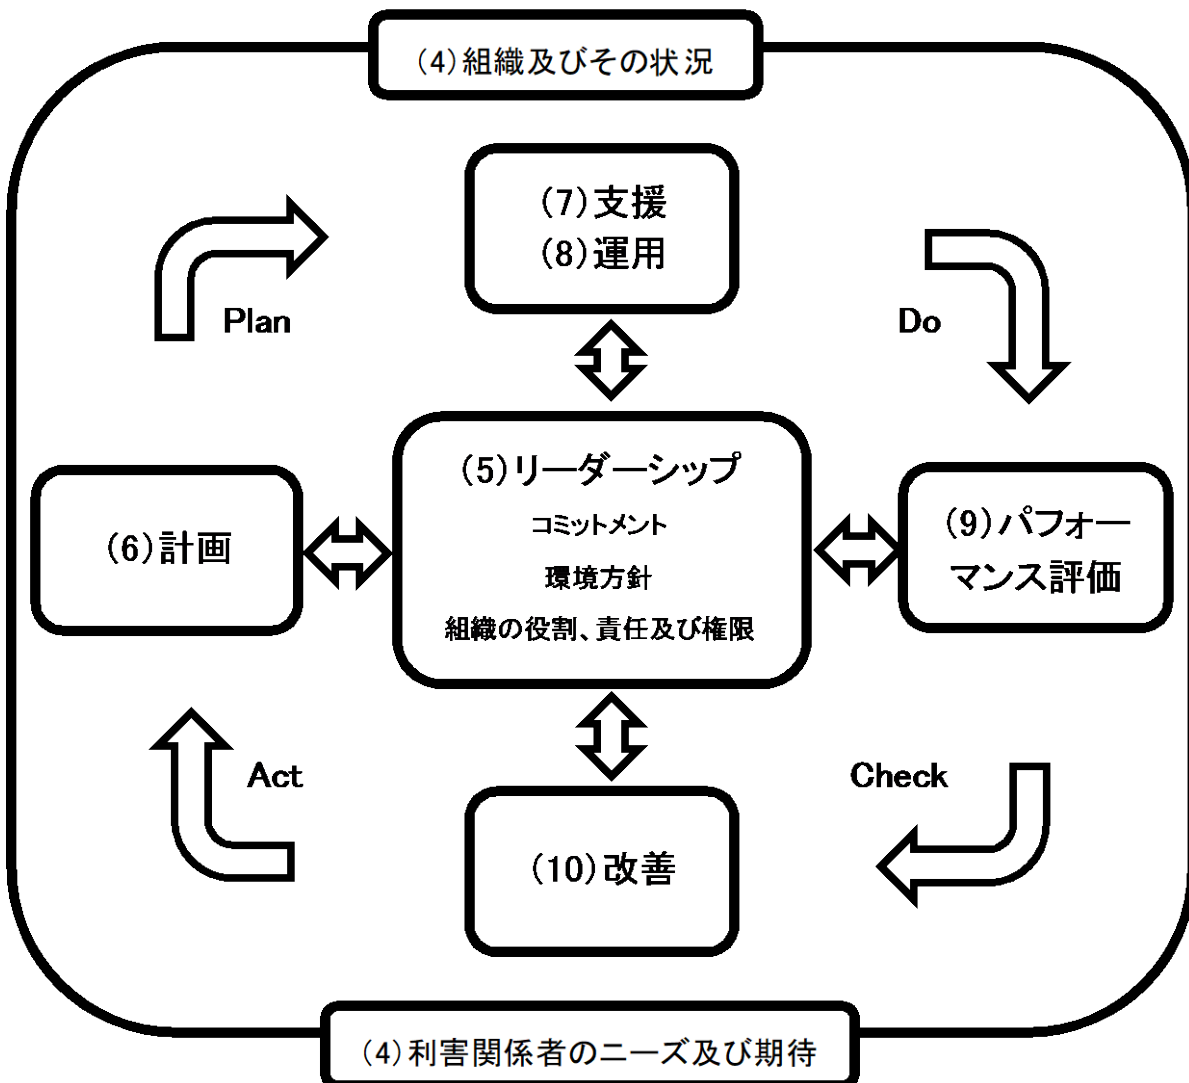 (4)組織及びその状況
(7)支援
(8)運用
Plan
Do
(5)リーダーシップ
コミットメント
環境方針
組織の役割、責任及び権限
(6)計画
(9)パフォー
マンス評価
Act
Check
(10)改善
(4)利害関係者のニーズ及び期待